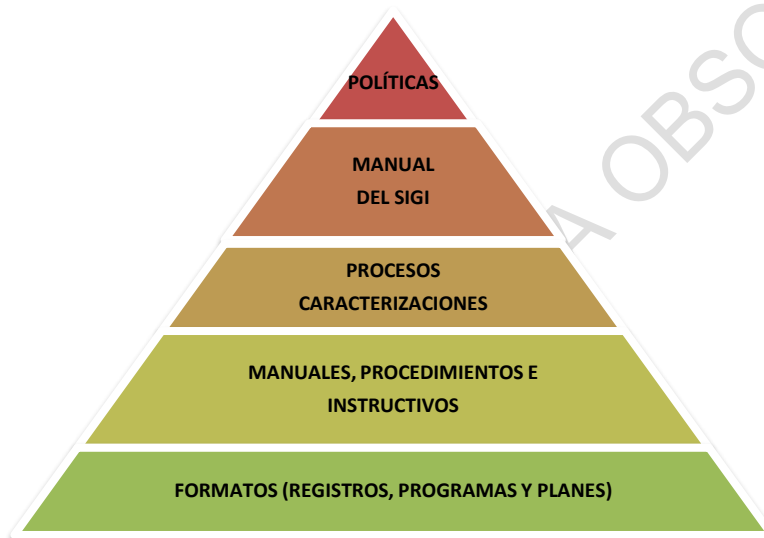 POLÍTICAS
MANUAL
DEL SIGI
PROCESOS
CARACTERIZACIONES
MANUALES, PROCEDIMIENTOS E
INSTRUCTIVOS
FORMATOS (REGISTROS, PROGRAMAS Y PLANES)